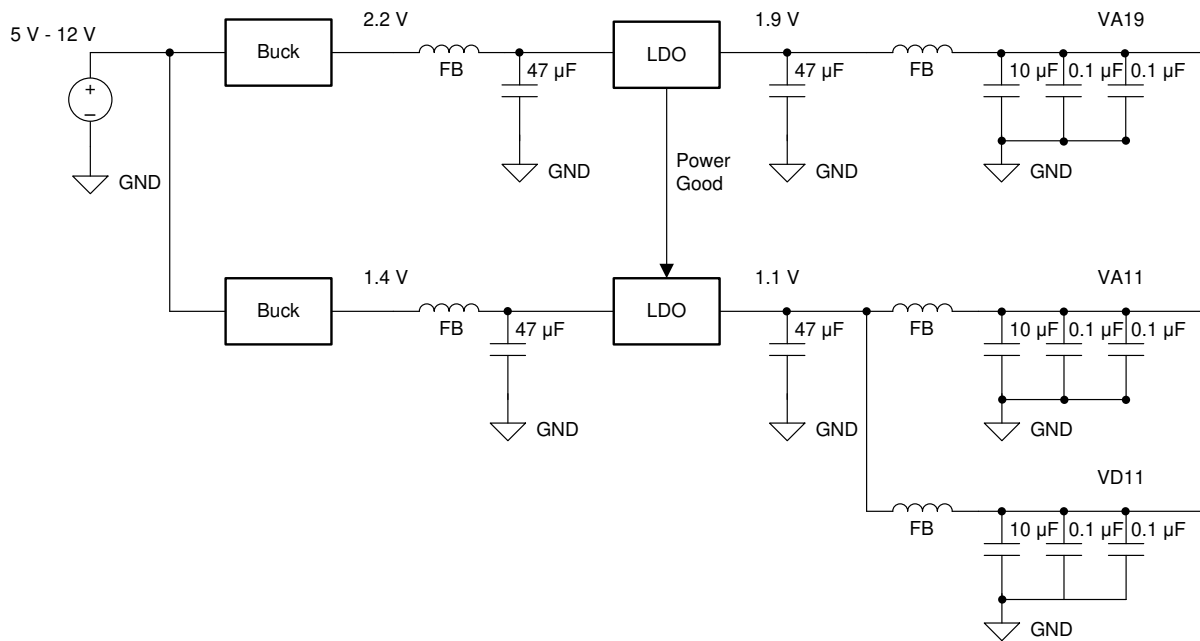 5 V - 12 V
Buck
2.2 V
FB
47 µF
GND
LDO
1.9 V
47 µF
GND
FB
VA19
10 µF
0.1 µF
0.1 µF
GND
+
–
GND
Power
Good
Buck
1.4 V
FB
47 µF
GND
LDO
1.1 V
47 µF
GND
FB
VA11
10 µF
0.1 µF
0.1 µF
GND
FB
VD11
10 µF
0.1 µF
0.1 µF
GND